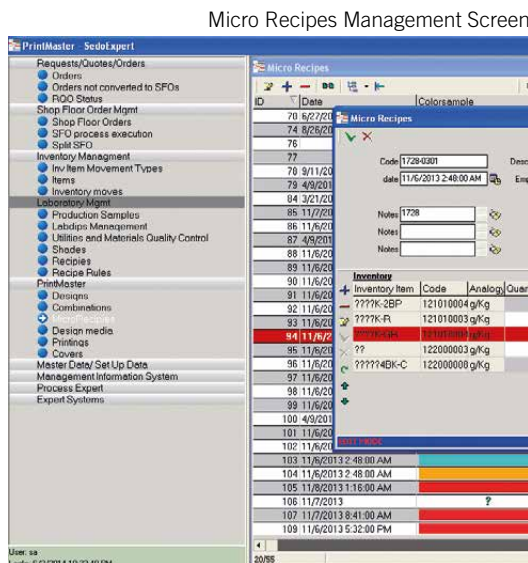 Micro Recipes Management Screen
PrintMaster - SedoExpert
Requests/Quotes/Orders
Orders
Orders not converted to SFOs
RQO Status
Shop Floor Order Mgmt
Shop Floor Orders
SFO process execution
Split SFO
Inventory Managment
Inv Item Movement Types
Items
Inventory moves
Laboratory Mgmt
Production Samples
Labdips Management
Utilities and Materials Quality Control
Shades
Recipies
Recipe Rules
PrintMaster
Designs
Combinations
MicroRecipies
Design media
Printings
Covers
Master Data/ Set Up Data
Management Information System
Process Expert
Expert Systems
User: sa
Micro Recipes
ID Date Colorsample
70 6/27/20
74 8/26/20
76
77
78 9/11/20
79 4/9/201
84 3/21/20
85 11/7/20
86 11/6/20
87 4/9/201
88 11/6/20
89 11/6/20
90 11/6/20
91 11/6/20
92 11/6/20
93 11/6/20
94 11/6/2
95 11/6/20
96 11/6/20
97 11/6/20
98 11/6/20
99 11/6/20
100 4/9/201
101 11/6/20
102 11/6/20
103 11/6/2013 2:48:00 AM
104 11/6/2013 2:48:00 AM
105 11/8/2013 1:16:00 AM
106 11/7/2013 ?
107 11/7/2013 8:41:00 AM
109 11/6/2013 5:32:00 PM
20/55
Micro Recipes
Code 1728-0301 Desc
date 11/6/2013 2:48:00 AM Emp
Notes 1728
Notes
Notes
Inventory
Inventory Item Code Analogy Quar
????K-2BP 121010004 g/Kg
????K-R 121010003 g/Kg
?? 122000003 g/Kg
?????4BK-C 122000008 g/Kg
EDIT MODE